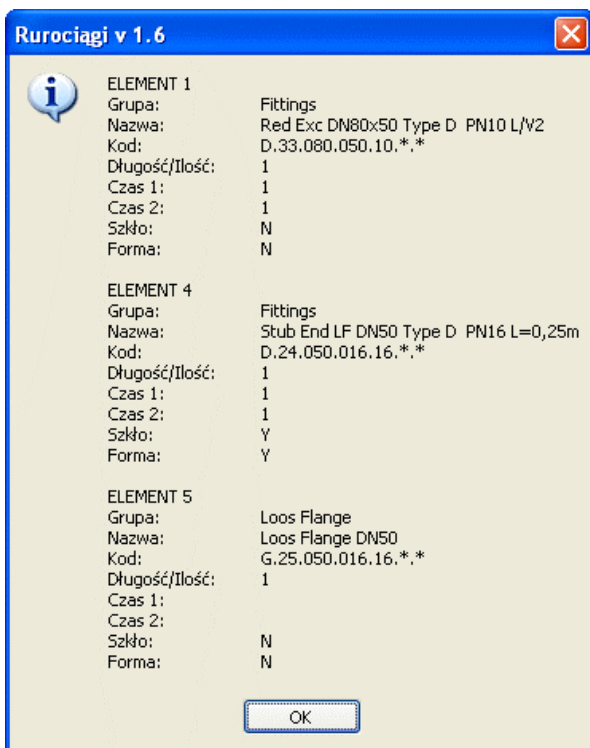 Rurociągi v 1.6
ELEMENT 1
Grupa: Fittings
Nazwa: Red Exc DN80x50 Type D PN10 L/V2
Kod: D.33.080.050.10.*.*
Długość/Ilość: 1
Czas 1: 1
Czas 2: 1
Szkło: N
Forma: N
ELEMENT 4
Grupa: Fittings
Nazwa: Stub End LF DN50 Type D PN16 L=0,25m
Kod: D.24.050.016.16.*.*
Długość/Ilość: 1
Czas 1: 1
Czas 2: 1
Szkło: Y
Forma: Y
ELEMENT 5
Grupa: Loos Flange
Nazwa: Loos Flange DN50
Kod: G.25.050.016.16.*.*
Długość/Ilość: 1
Czas 1:
Czas 2:
Szkło: N
Forma: N
OK